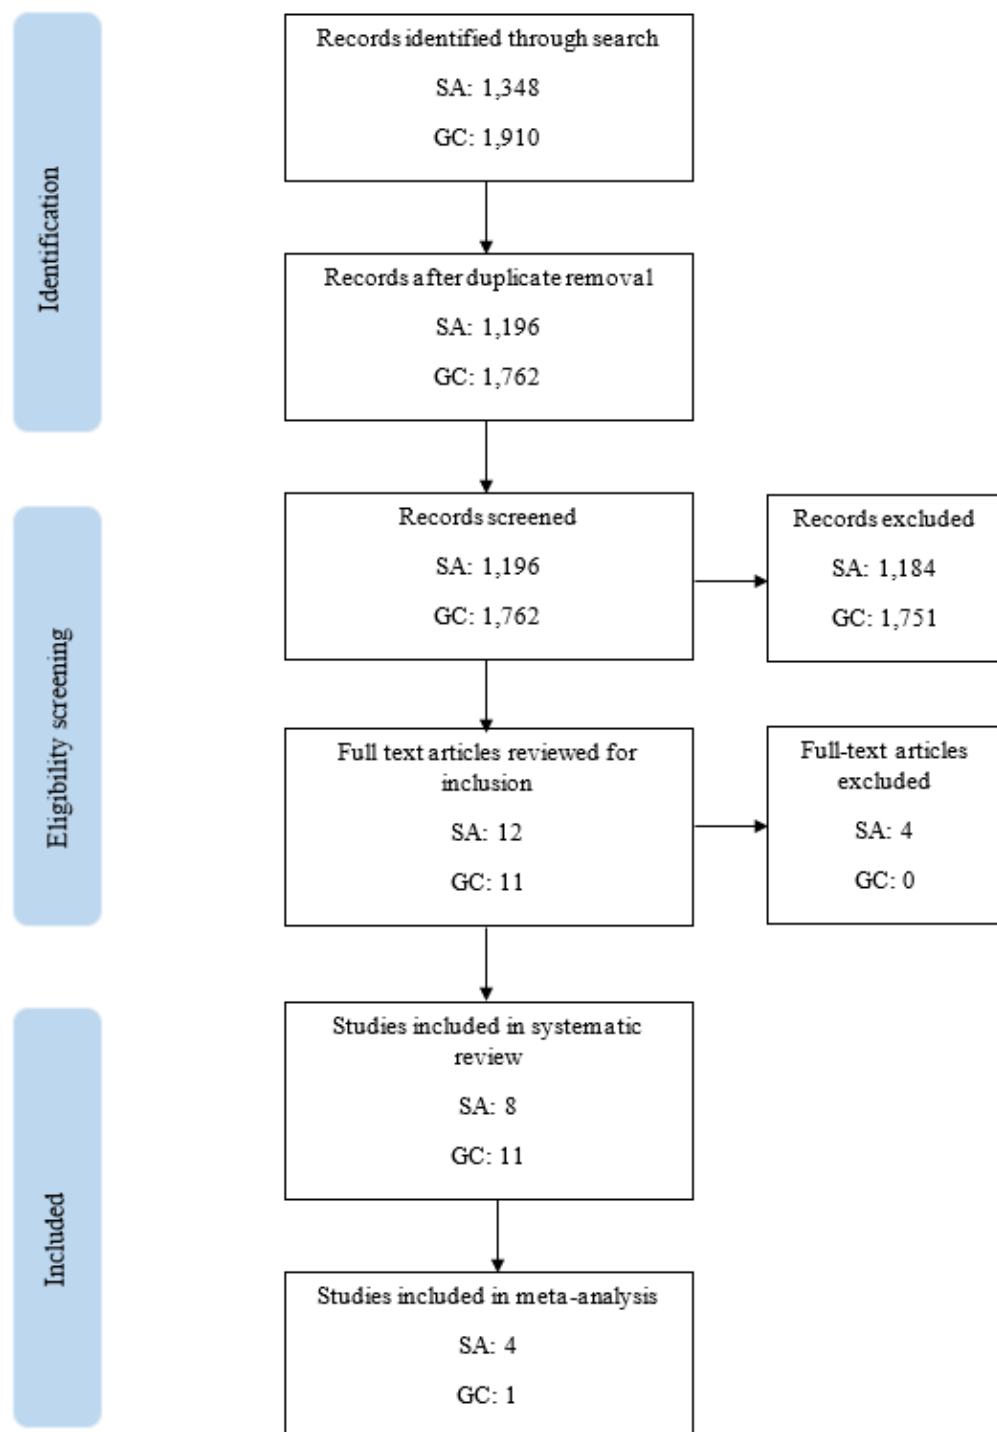 Identification
Records identified through search
SA: 1,348
GC: 1,910
Records after duplicate removal
SA: 1,196
GC: 1,762
Eligibility screening
Records screened
SA: 1,196
GC: 1,762
Records excluded
SA: 1,184
GC: 1,751
Full text articles reviewed for
inclusion
SA: 12
GC: 11
Full-text articles
excluded
SA: 4
GC: 0
Included
Studies included in systematic
review
SA: 8
GC: 11
Studies included in meta-analysis
SA: 4
GC: 1